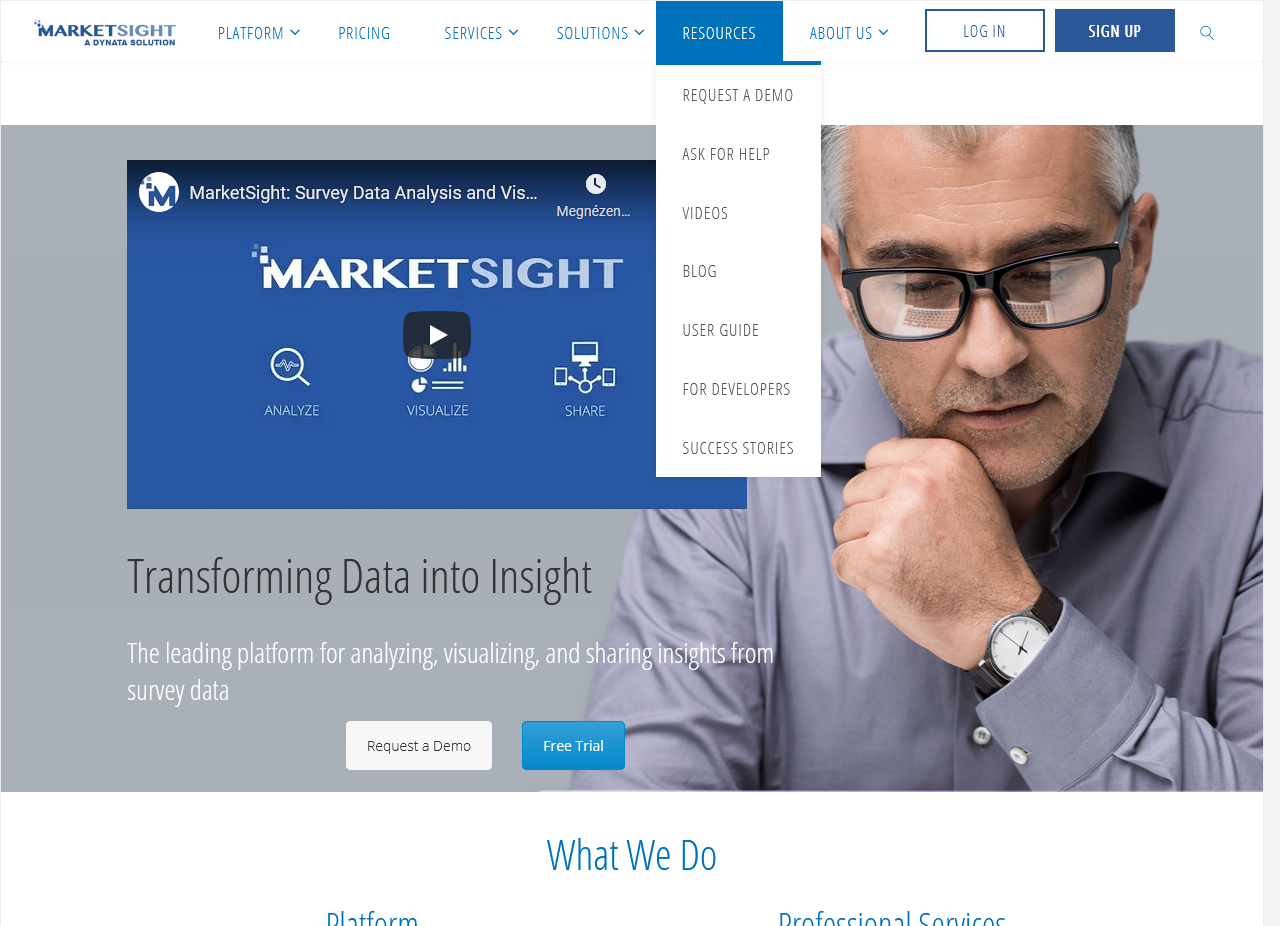 MARKETSIGHT
A DYNATA SOLUTION
PLATFORM
PRICING
SERVICES
SOLUTIONS
RESOURCES
ABOUT US
LOG IN
SIGN UP
REQUEST A DEMO
ASK FOR HELP
VIDEOS
BLOG
USER GUIDE
FOR DEVELOPERS
SUCCESS STORIES
M
MarketSight: Survey Data Analysis and Vis...
Megnézen...
MARKETSIGHT
ANALYZE
VISUALIZE
SHARE
Transforming Data into Insight
The leading platform for analyzing, visualizing, and sharing insights from
survey data
Request a Demo
Free Trial
What We Do
Platform
Professional Services